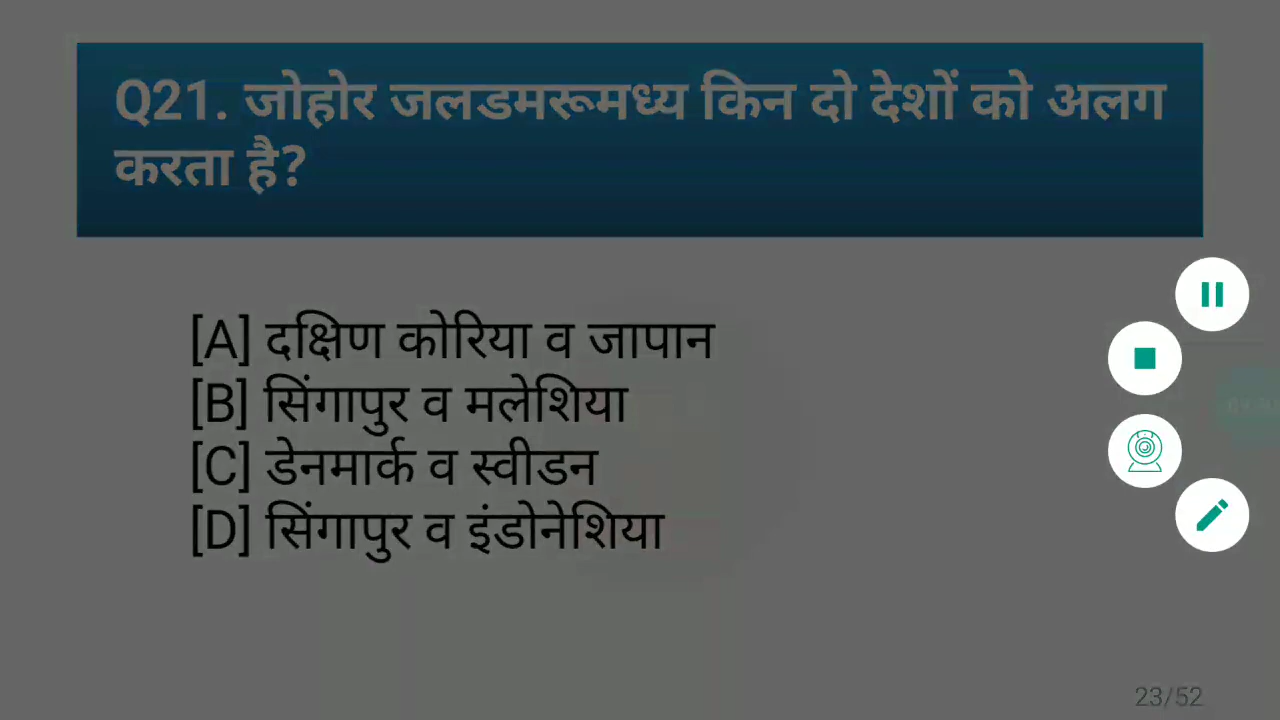 Q21. जोहोर जलडमरूमध्य किन दो देशों को अलग
करता है?
[A] दक्षिण कोरिया व जापान
[B] सिंगापुर व मलेशिया
[C] डेनमार्क व स्वीडन
[D] सिंगापुर व इंडोनेशिया
23/52